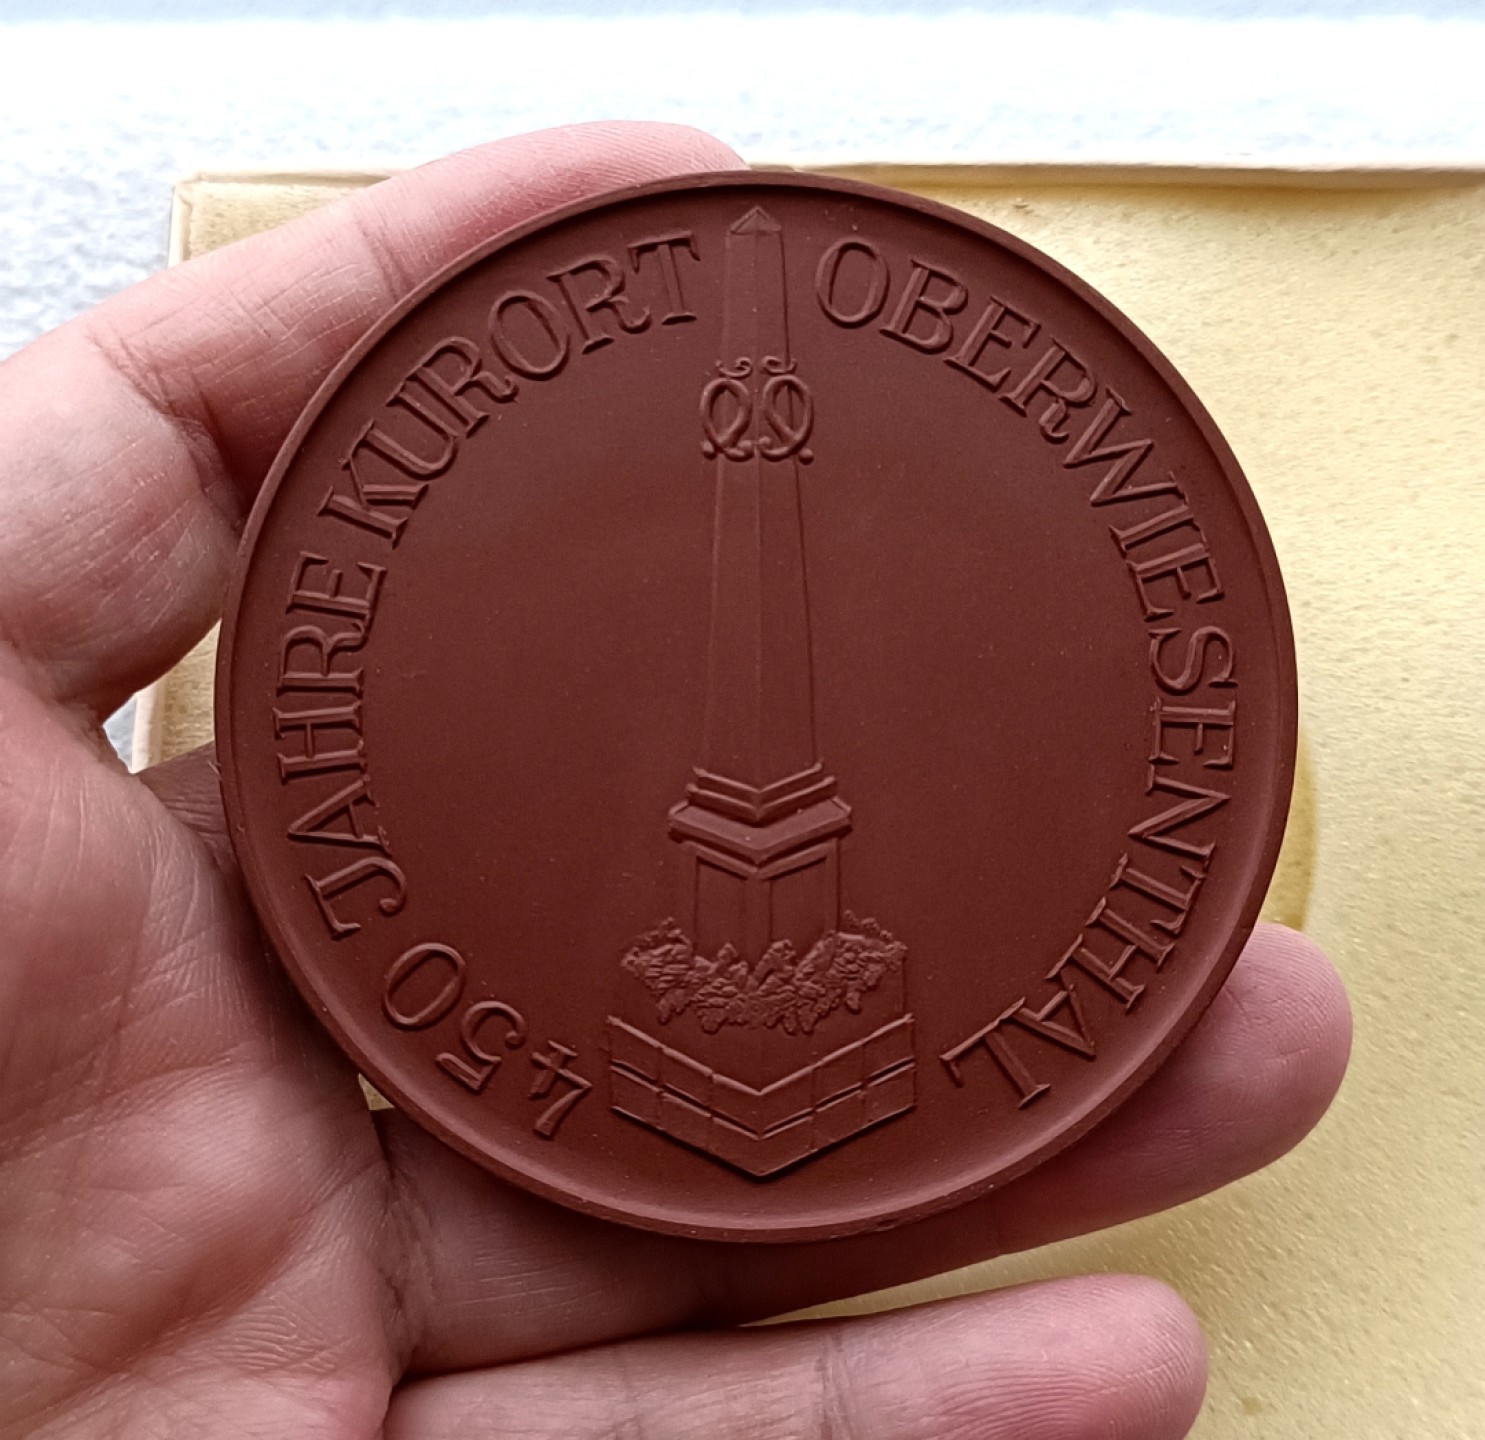 450 JAHRE KURORT OBERWIESENTHAL